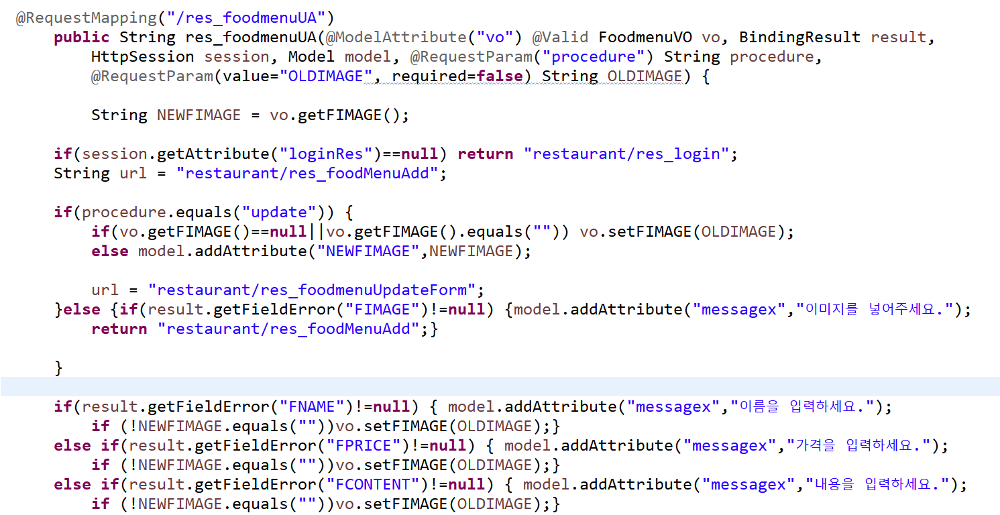 @RequestMapping("/res_foodmenuUA")
public String res_foodmenuUA(@ModelAttribute("vo") @Valid FoodmenuVO vo, BindingResult result,
HttpSession session, Model model, @RequestParam("procedure") String procedure,
@RequestParam(value="OLDIMAGE", required=false) String OLDIMAGE) {
String NEWFIMAGE = vo.getFIMAGE();
if(session.getAttribute("loginRes")==null) return "restaurant/res_login";
String url = "restaurant/res_foodMenuAdd";
if(procedure.equals("update")) {
if(vo.getFIMAGE()==null||vo.getFIMAGE().equals("")) vo.setFIMAGE(OLDIMAGE);
else model.addAttribute("NEWFIMAGE",NEWFIMAGE);
url = "restaurant/res_foodmenuUpdateForm";
}else {if(result.getFieldError("FIMAGE")!=null) {model.addAttribute("messagex","이미지를 넣어주세요.");
return "restaurant/res_foodMenuAdd";}
}
if(result.getFieldError("FNAME")!=null) { model.addAttribute("messagex","이름을 입력하세요.");
if (!NEWFIMAGE.equals(""))vo.setFIMAGE(OLDIMAGE);}
else if(result.getFieldError("FPRICE")!=null) { model.addAttribute("messagex","가격을 입력하세요.");
if (!NEWFIMAGE.equals(""))vo.setFIMAGE(OLDIMAGE);}
else if(result.getFieldError("FCONTENT")!=null) { model.addAttribute("messagex","내용을 입력하세요.");
if (!NEWFIMAGE.equals(""))vo.setFIMAGE(OLDIMAGE);}